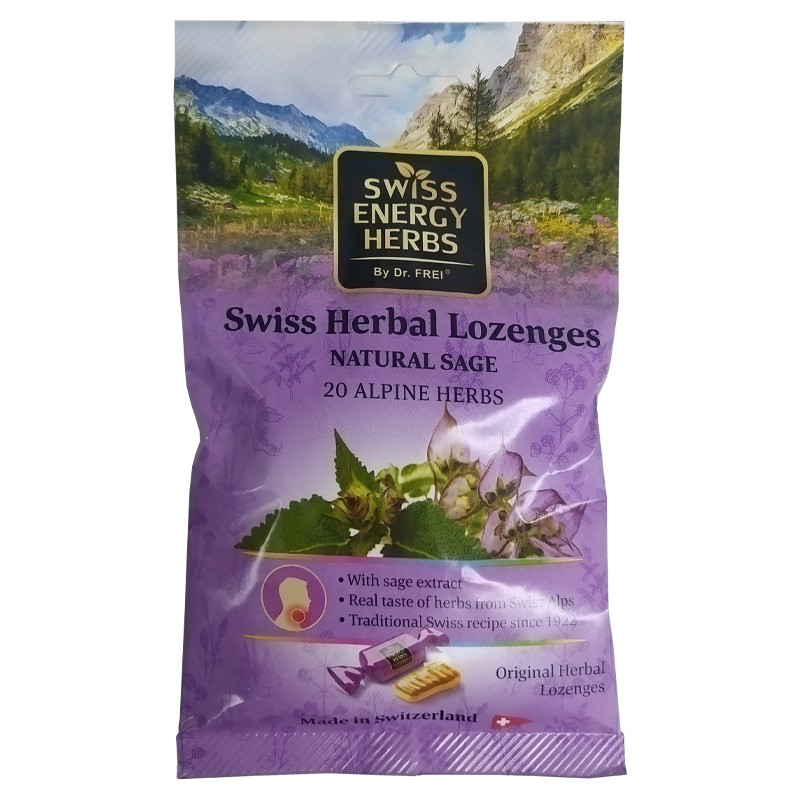 SWISS
ENERGY
HERBS
By Dr. FREI®
Swiss Herbal Lozenges
NATURAL SAGE
20 ALPINE HERBS
• With sage extract
• Real taste of herbs from Swiss Alps
• Traditional Swiss recipe since
Original Herbal
Lozenges
Made in Switzerland